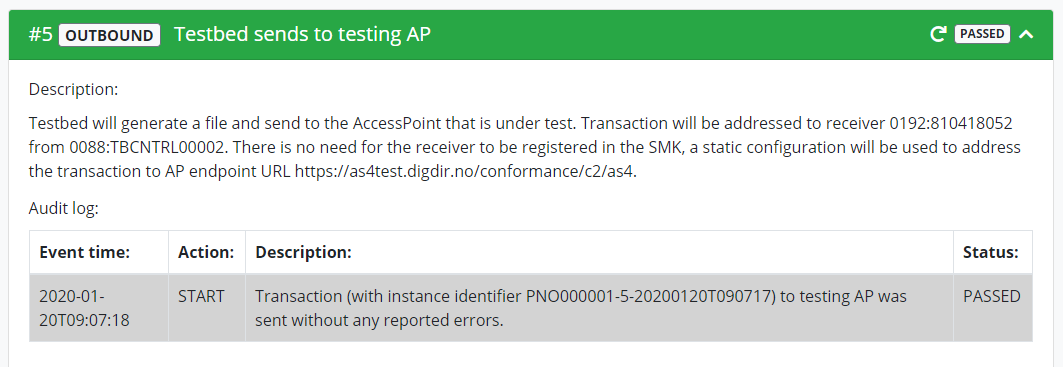 #5 OUTBOUND Testbed sends to testing AP PASSED
Description:
Testbed will generate a file and send to the AccessPoint that is under test. Transaction will be addressed to receiver 0192:810418052
from 0088:TBCNTRL00002. There is no need for the receiver to be registered in the SMK, a static configuration will be used to address
the transaction to AP endpoint URL https://as4test.digdir.no/conformance/c2/as4.
Audit log:
Event time: Action: Description: Status:
2020-01-
20T09:07:18
START
Transaction (with instance identifier PNO000001-5-20200120T090717) to testing AP was
sent without any reported errors.
PASSED